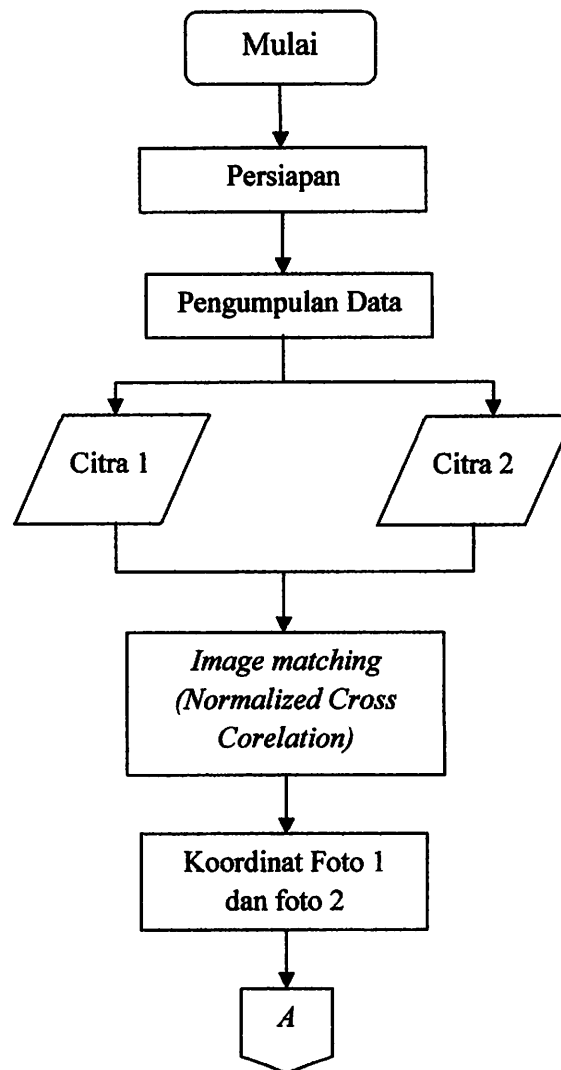 Mulai
Persiapan
Pengumpulan Data
Citra 1
Citra 2
Image matching
(Normalized Cross
Corelation)
Koordinat Foto 1
dan foto 2
A